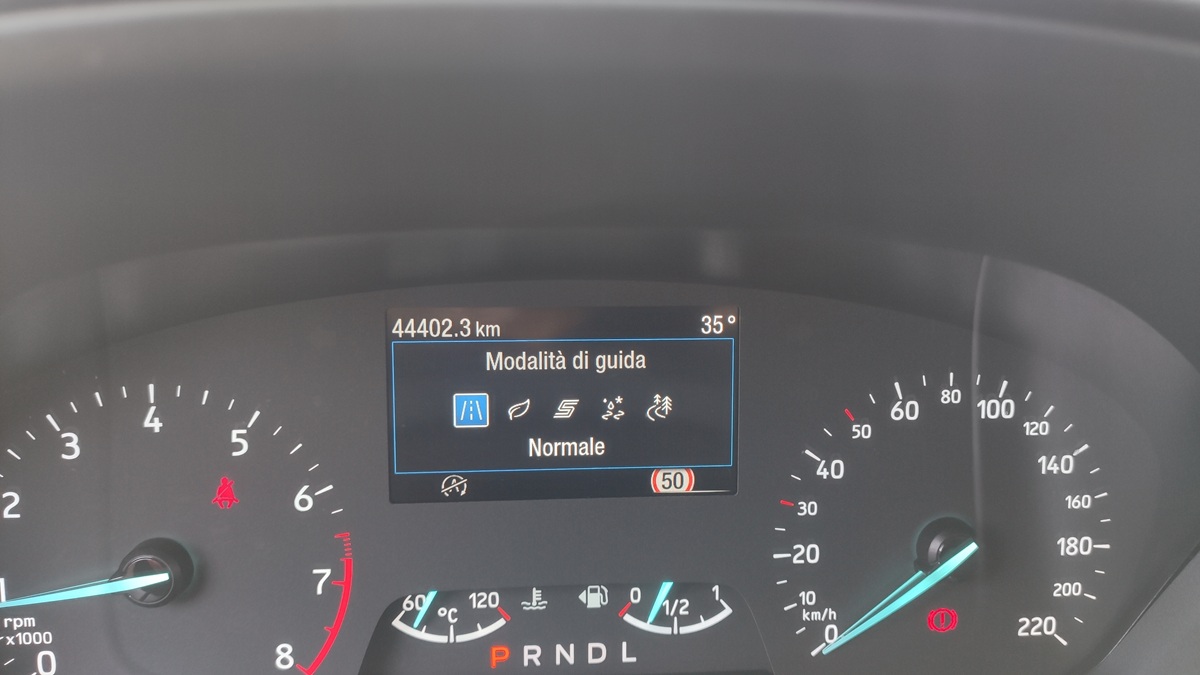 44402.3 km 35°
Modalità di guida
Normale
50
1 2 3 4 5 6 7 8
rpm
x1000
0
60 °C 120
0 1/2 1
P R N D L
0 10 20 30 40 50 60 80 100 120 140 160 180 200 220
km/h